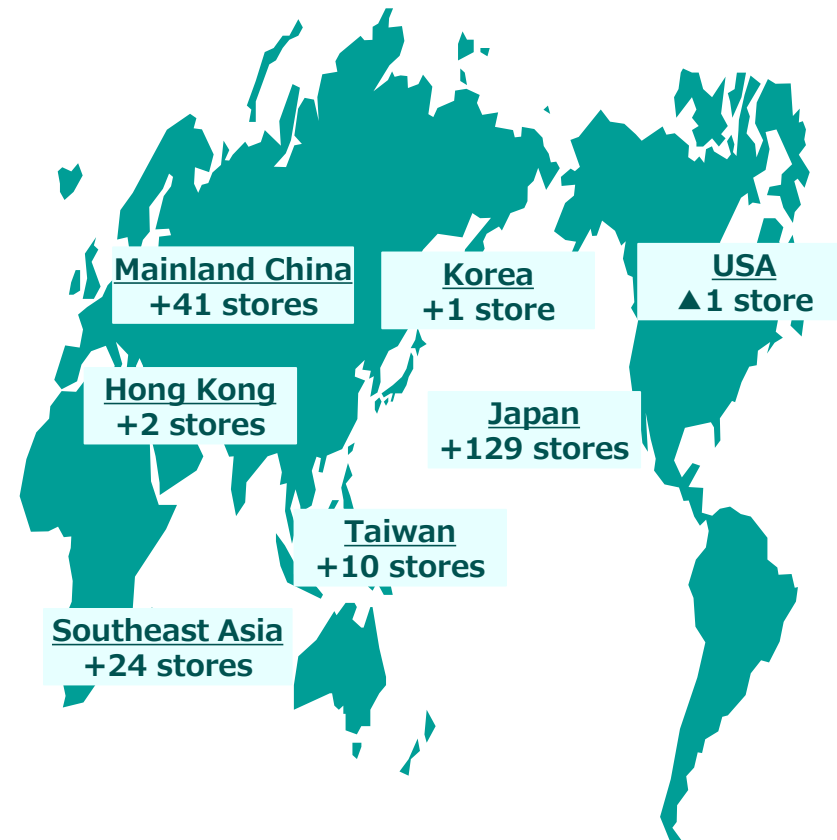 Mainland China
+41 stores
Korea
+1 store
USA
▲1 store
Hong Kong
+2 stores
Japan
+129 stores
Taiwan
+10 stores
Southeast Asia
+24 stores